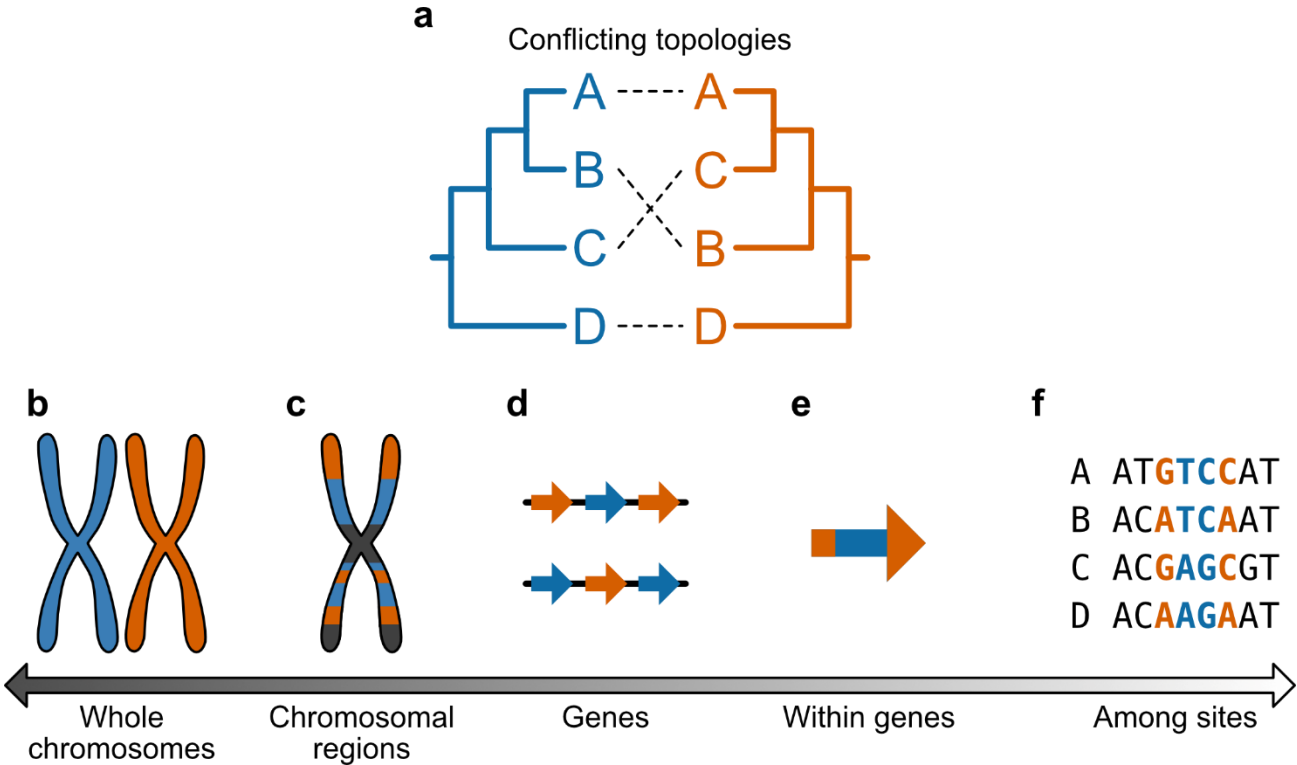 a
Conflicting topologies
A A
B C
C B
D D
b c d e f
A ATGTCCAT
B ACATCAAT
C ACGAGCGT
D ACAAGAAT
Whole
chromosomes
Chromosomal
regions
Genes
Within genes
Among sites